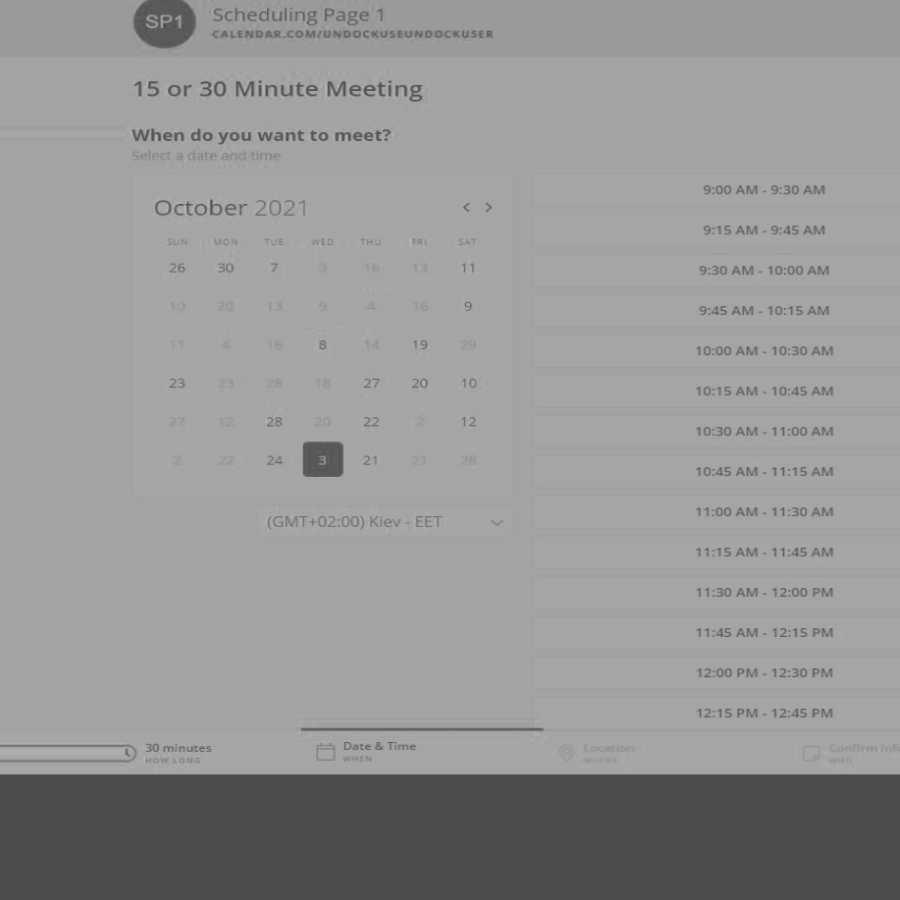 SP1
Scheduling Page 1
CALENDAR.COM/UNDOCKUSEUNDOCKUSER
15 or 30 Minute Meeting
When do you want to meet?
Select a date and time
October 2021
< >
SUN MON TUE WED THU FRI SAT
26 30 7 3 16 13 11
10 20 13 9 4 16 9
11 4 16 8 14 19 29
23 23 28 18 27 20 10
27 12 28 20 22 2 12
2 22 24 3 21 21 28
(GMT+02:00) Kiev - EET
9:00 AM - 9:30 AM
9:15 AM - 9:45 AM
9:30 AM - 10:00 AM
9:45 AM - 10:15 AM
10:00 AM - 10:30 AM
10:15 AM - 10:45 AM
10:30 AM - 11:00 AM
10:45 AM - 11:15 AM
11:00 AM - 11:30 AM
11:15 AM - 11:45 AM
11:30 AM - 12:00 PM
11:45 AM - 12:15 PM
12:00 PM - 12:30 PM
12:15 PM - 12:45 PM
30 minutes
HOW LONG
Date & Time
WHEN
Location
WHERE
Confirm Inf
WHO